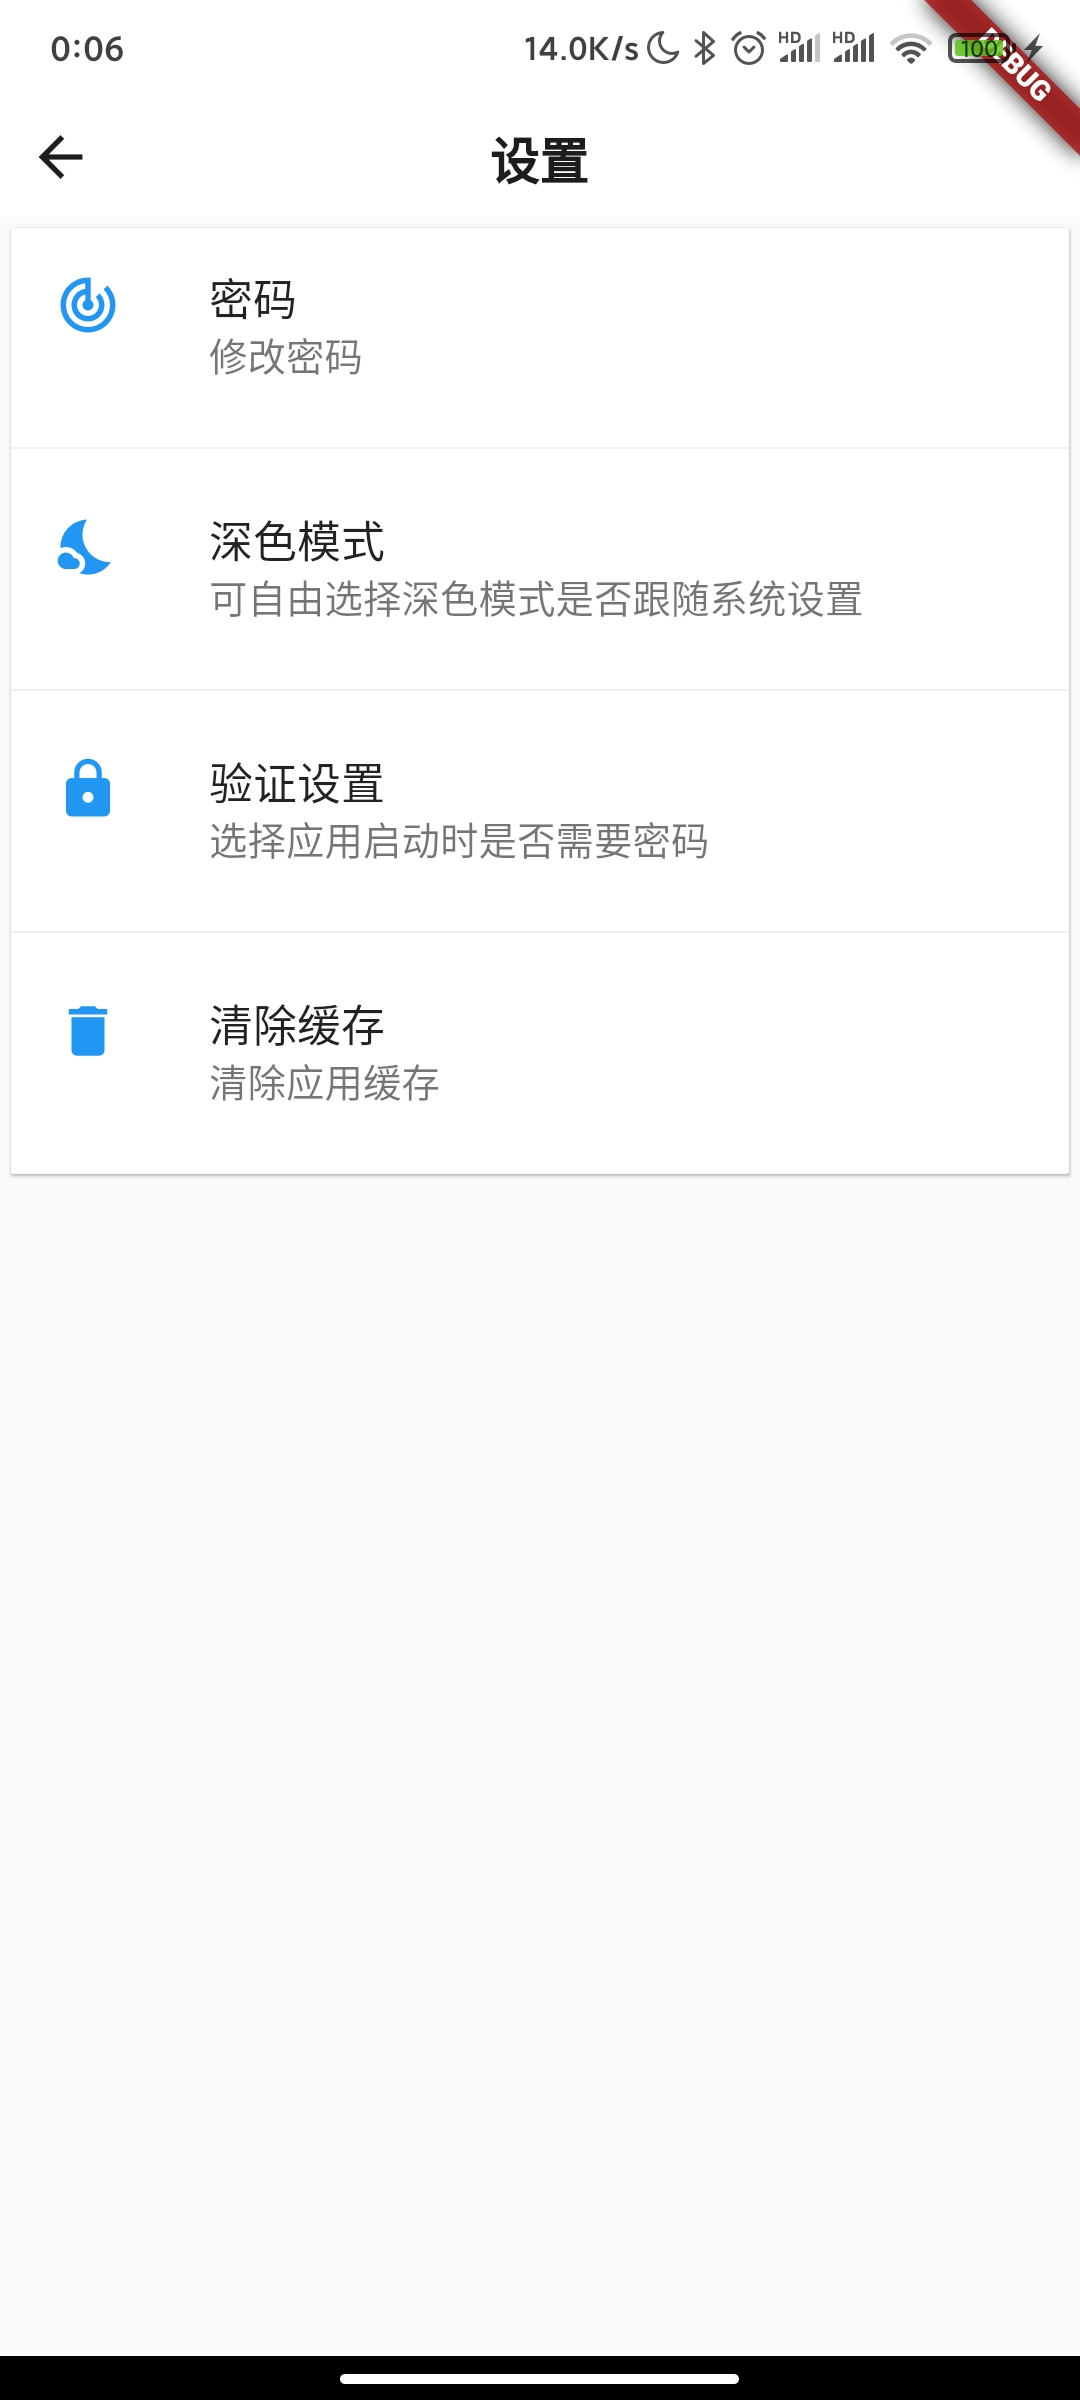 0:06
14.0K/s
HD
HD
100
设置
密码
修改密码
深色模式
可自由选择深色模式是否跟随系统设置
验证设置
选择应用启动时是否需要密码
清除缓存
清除应用缓存